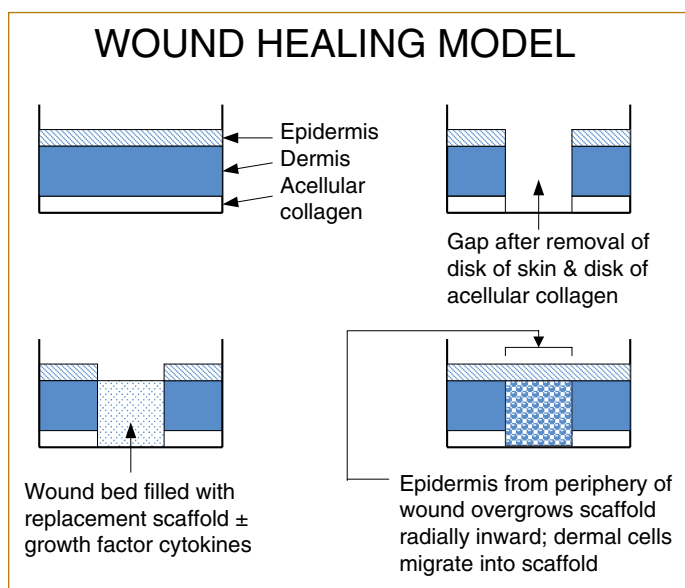 WOUND HEALING MODEL
Epidermis
Dermis
Acellular
collagen
Gap after removal of
disk of skin & disk of
acellular collagen
Wound bed filled with
replacement scaffold ±
growth factor cytokines
Epidermis from periphery of
wound overgrows scaffold
radially inward; dermal cells
migrate into scaffold